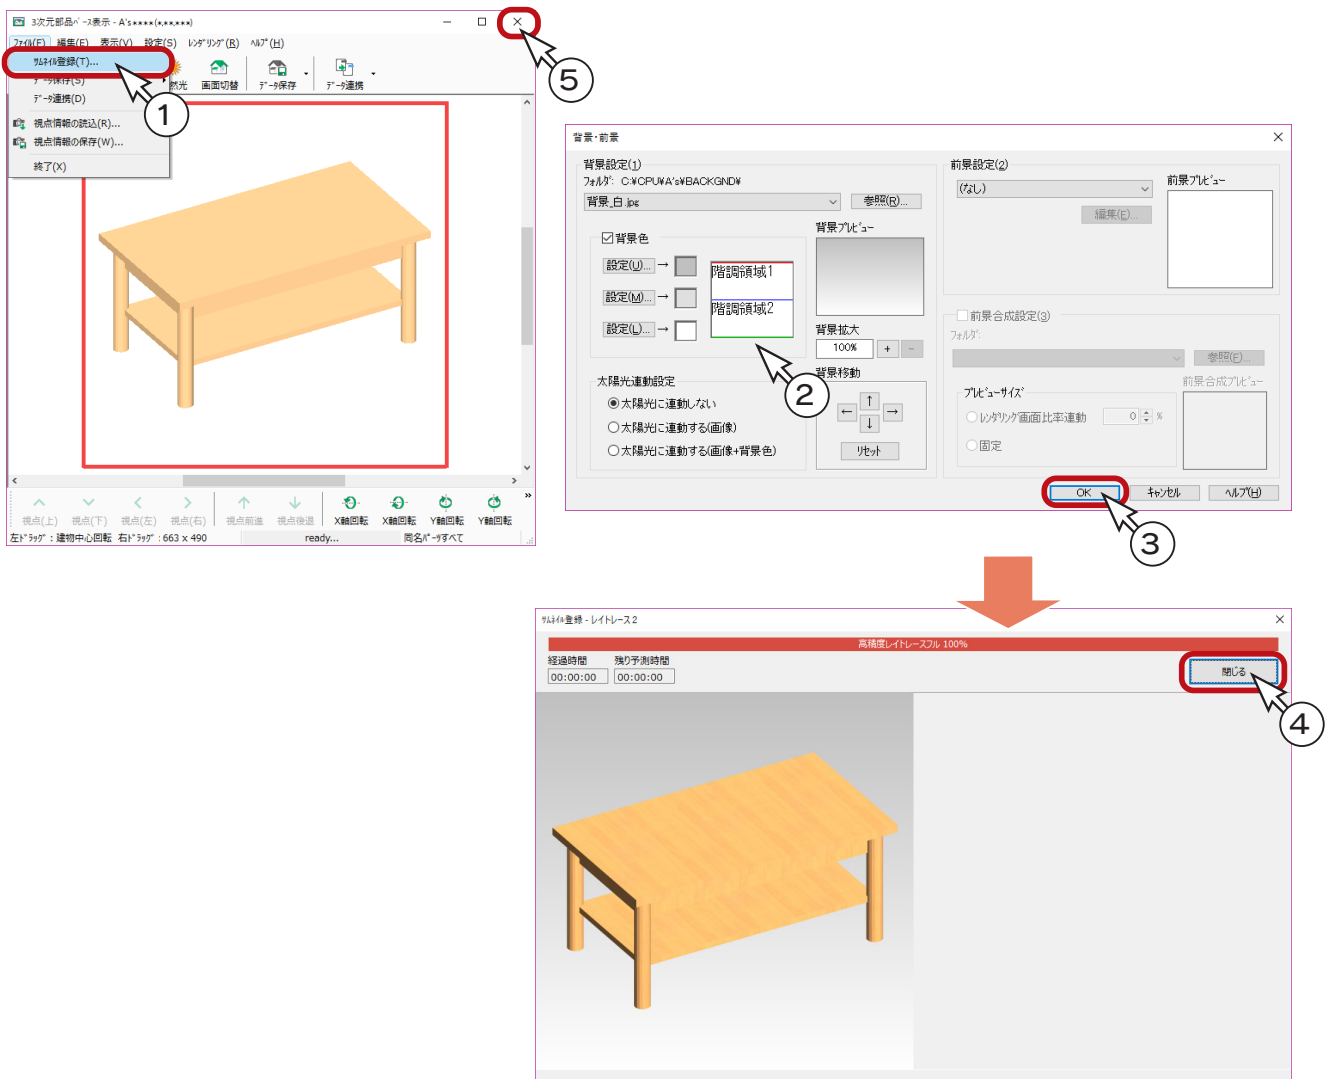 3次元部品ﾊﾟｰｽ表示 - A's****(*,**,***)
ﾌｧｲﾙ(F) 編集(E) 表示(V) 設定(S) ﾚﾝﾀﾞﾘﾝｸﾞ(R) ﾍﾙﾌﾟ(H)
ｻﾑﾈｲﾙ登録(T)...
ﾃﾞｰﾀ保存(S)
ﾃﾞｰﾀ連携(D)
視点情報の読込(R)...
視点情報の保存(W)...
終了(X)
然光 画面切替 ﾃﾞｰﾀ保存 ﾃﾞｰﾀ連携
1
5
視点(上) 視点(下) 視点(左) 視点(右) 視点前進 視点後退 X軸回転 X軸回転 Y軸回転 Y軸回転 »
左ﾄﾞﾗｯｸﾞ : 建物中心回転 右ﾄﾞﾗｯｸﾞ : 663 x 490 ready... 同名ﾊﾟｰﾂすべて
背景・前景
背景設定(1)
ﾌｫﾙﾀﾞ: C:¥CPU¥A's¥BACKGND¥
背景_白.jpg 参照(R)...
背景色
設定(U)... →
設定(M)... →
設定(L)... →
階調領域1
階調領域2
背景ﾌﾟﾚﾋﾞｭｰ
背景拡大
100% + -
背景移動
← ↑ ↓ →
ﾘｾｯﾄ
太陽光連動設定
太陽光に連動しない
太陽光に連動する(画像)
太陽光に連動する(画像+背景色)
2
前景設定(2)
(なし)
編集(E)...
前景ﾌﾟﾚﾋﾞｭｰ
前景合成設定(3)
ﾌｫﾙﾀﾞ:
参照(F)...
ﾌﾟﾚﾋﾞｭｰｻｲｽﾞ
ﾚﾝﾀﾞﾘﾝｸﾞ画面比率連動 0 %
固定
前景合成ﾌﾟﾚﾋﾞｭｰ
OK ｷｬﾝｾﾙ ﾍﾙﾌﾟ(H)
3
ｻﾑﾈｲﾙ登録 - レイトレース2
高精度レイトレースフル 100%
経過時間 残り予測時間
00:00:00 00:00:00
閉じる
4